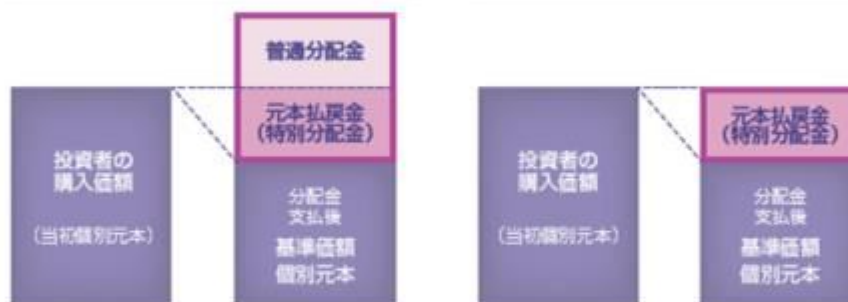 普通分配金
元本払戻金
(特別分配金)
投資者の
購入価額
(当初個別元本)
分配金
支払後
基準価額
個別元本
元本払戻金
(特別分配金)
投資者の
購入価額
(当初個別元本)
分配金
支払後
基準価額
個別元本